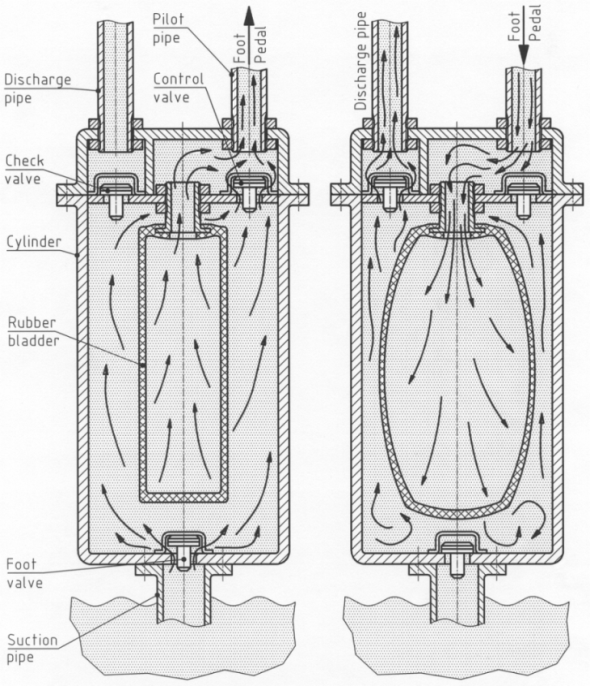 Pilot
pipe
Foot
Pedal
Control
valve
Discharge
pipe
Check
valve
Cylinder
Rubber
bladder
Foot
valve
Suction
pipe
Discharge pipe
Foot
Pedal